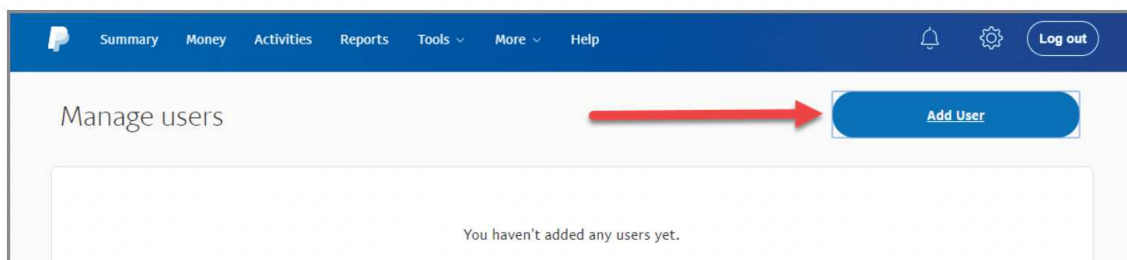 Summary Money Activities Reports Tools More Help Log out
Manage users Add User
You haven't added any users yet.